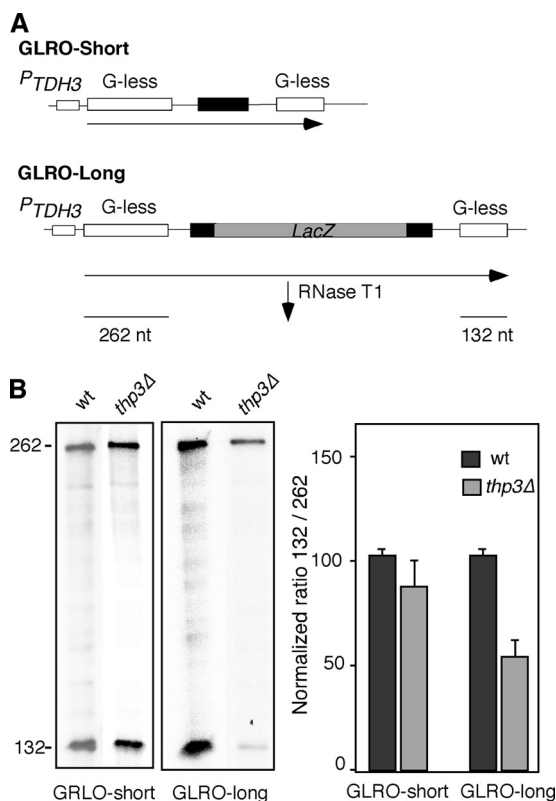 A
GLRO-Short
PTDH3
G-less
G-less
GLRO-Long
PTDH3
G-less
G-less
LacZ
RNase T1
262 nt
132 nt
B
wt
thp3Δ
wt
thp3Δ
262-
132-
GRLO-short
GLRO-long
Normalized ratio 132 / 262
150
100
50
0
wt
thp3Δ
GLRO-short
GLRO-long